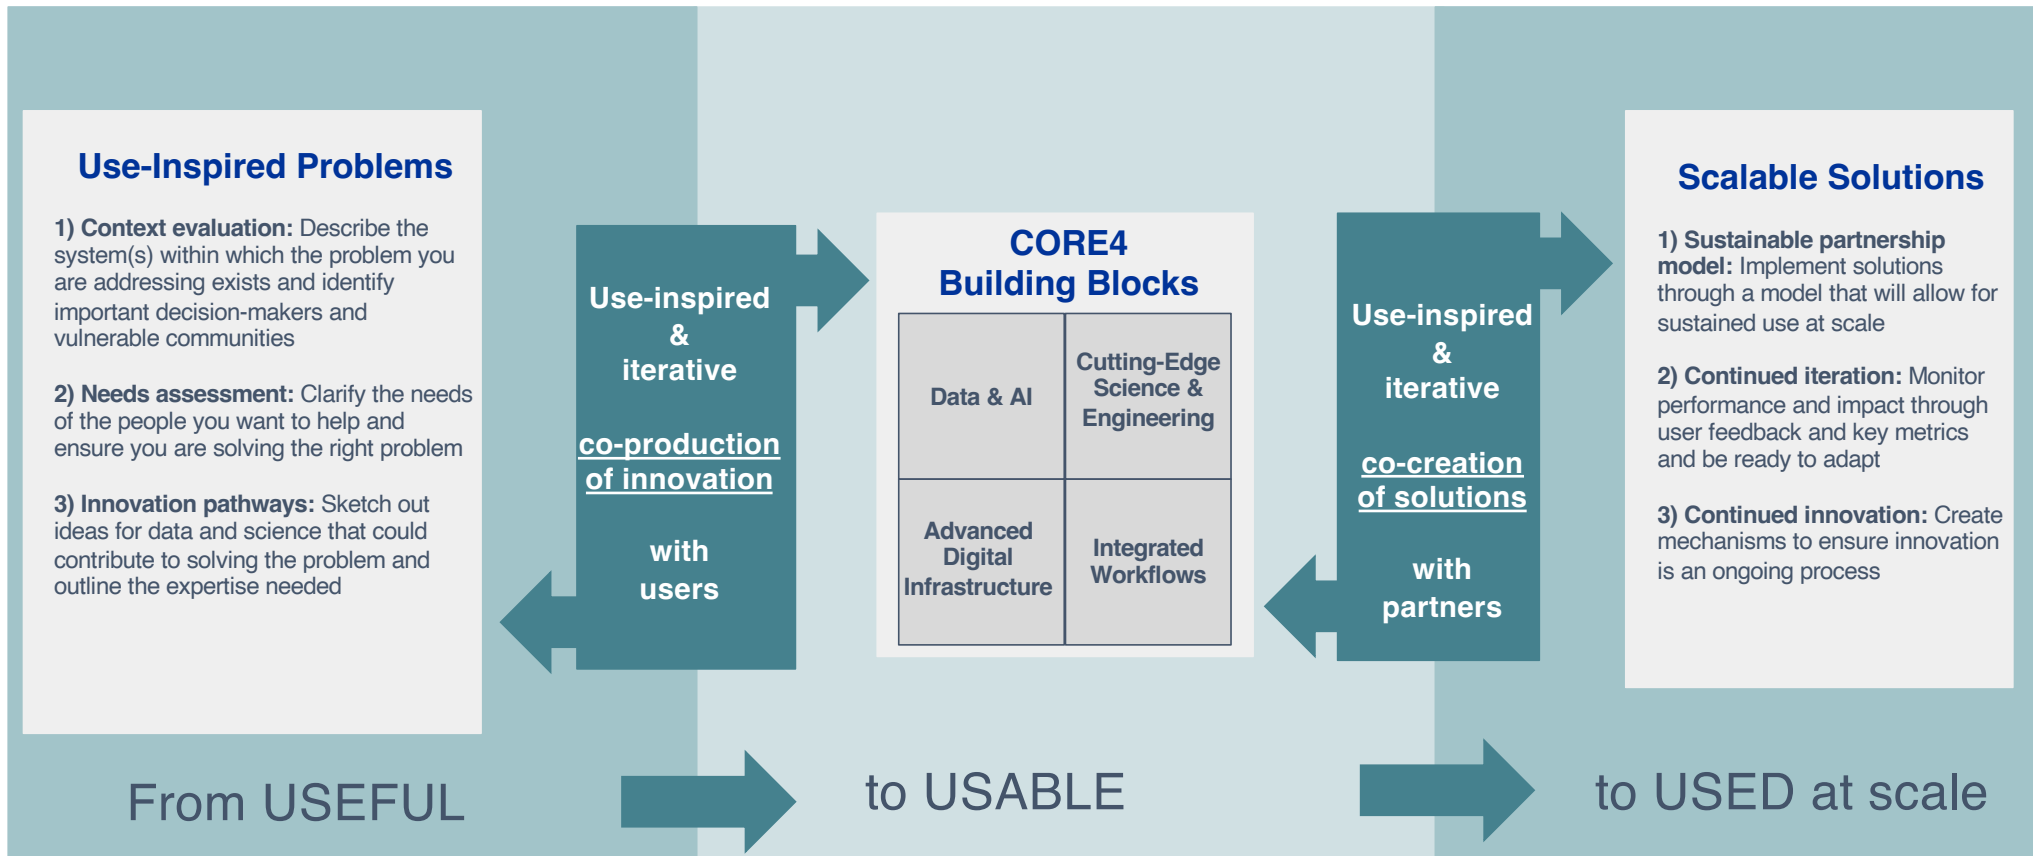 Use-Inspired Problems
1) Context evaluation: Describe the
system(s) within which the problem you
are addressing exists and identify
important decision-makers and
vulnerable communities
2) Needs assessment: Clarify the needs
of the people you want to help and
ensure you are solving the right problem
3) Innovation pathways: Sketch out
ideas for data and science that could
contribute to solving the problem and
outline the expertise needed
Use-inspired
&
iterative
co-production
of innovation
with
users
CORE4
Building Blocks
Data & AI
Cutting-Edge
Science &
Engineering
Advanced
Digital
Infrastructure
Integrated
Workflows
Use-inspired
&
iterative
co-creation
of solutions
with
partners
Scalable Solutions
1) Sustainable partnership
model: Implement solutions
through a model that will allow for
sustained use at scale
2) Continued iteration: Monitor
performance and impact through
user feedback and key metrics
and be ready to adapt
3) Continued innovation: Create
mechanisms to ensure innovation
is an ongoing process
From USEFUL
to USABLE
to USED at scale